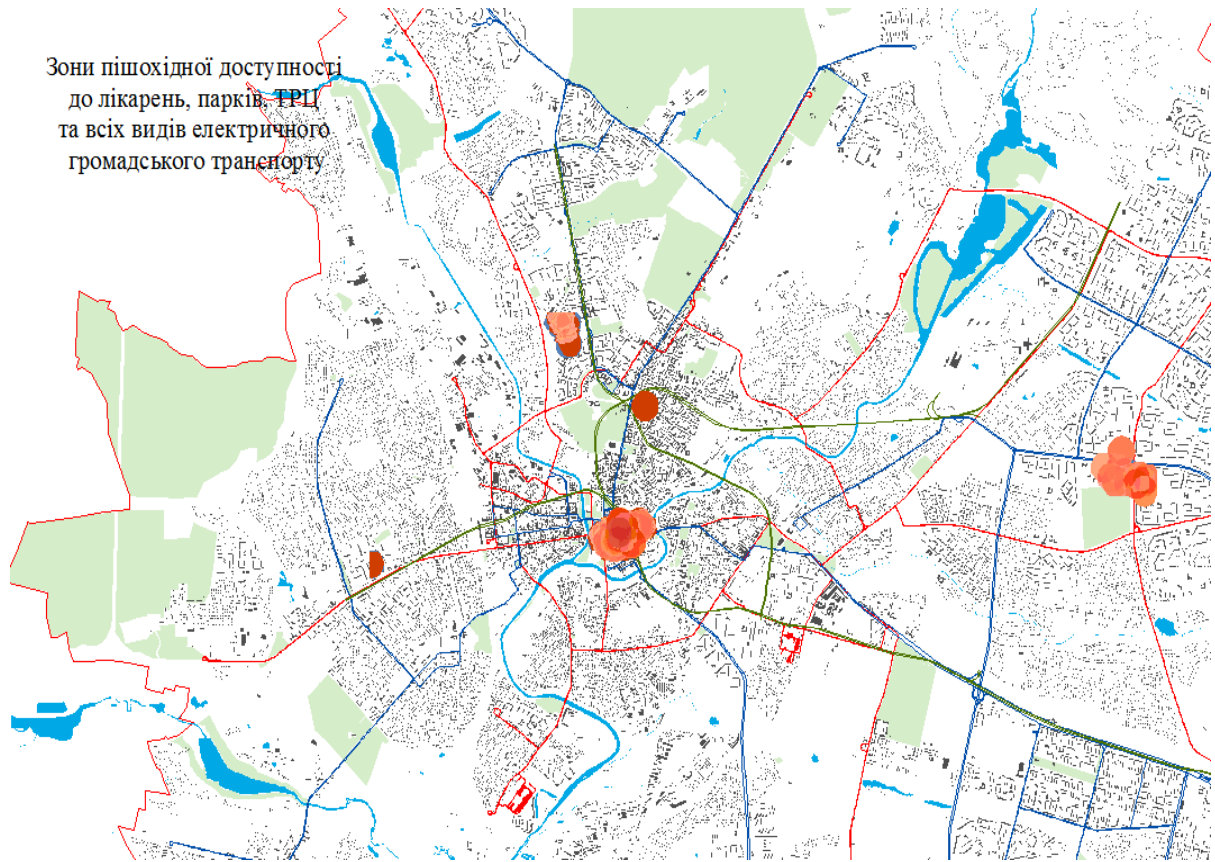 Зони пішохідної доступності
до лікарень, парків, ТРЦ
та всіх видів електричного
громадського транспорту